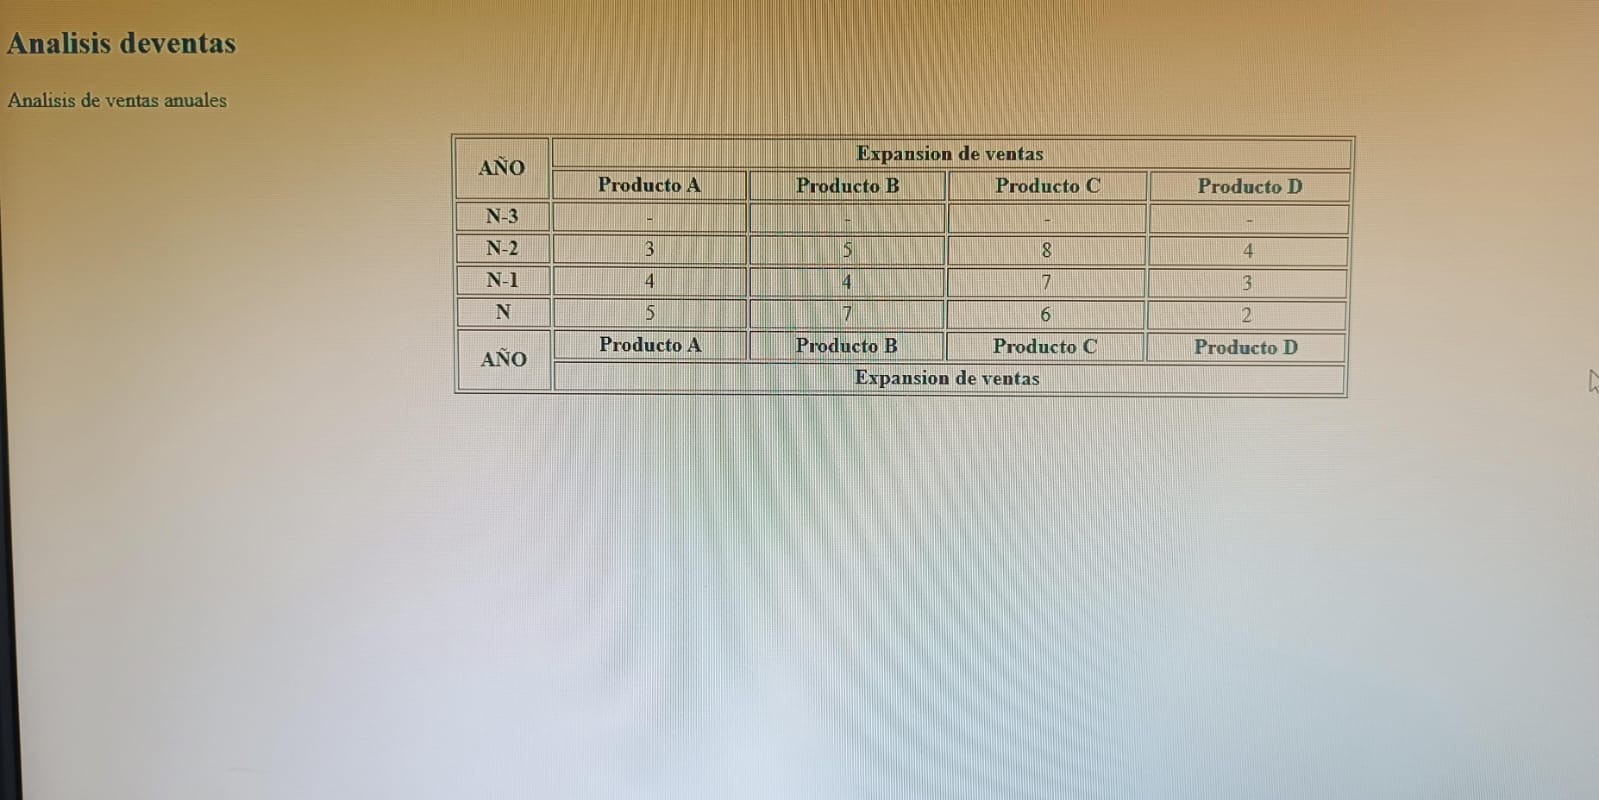 Analisis deventas
Analisis de ventas anuales
AÑO Expansion de ventas
Producto A Producto B Producto C Producto D
N-3 - - - -
N-2 3 5 8 4
N-1 4 4 7 3
N 5 7 6 2
AÑO Producto A Producto B Producto C Producto D
Expansion de ventas